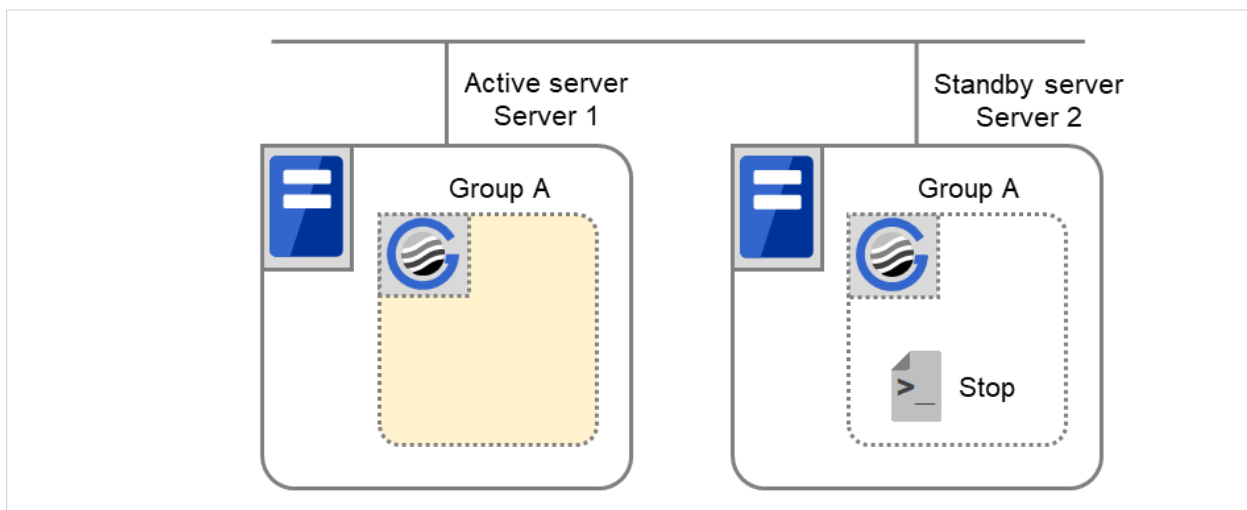 Active server
Server 1
Standby server
Server 2
Group A
Group A
>_
Stop